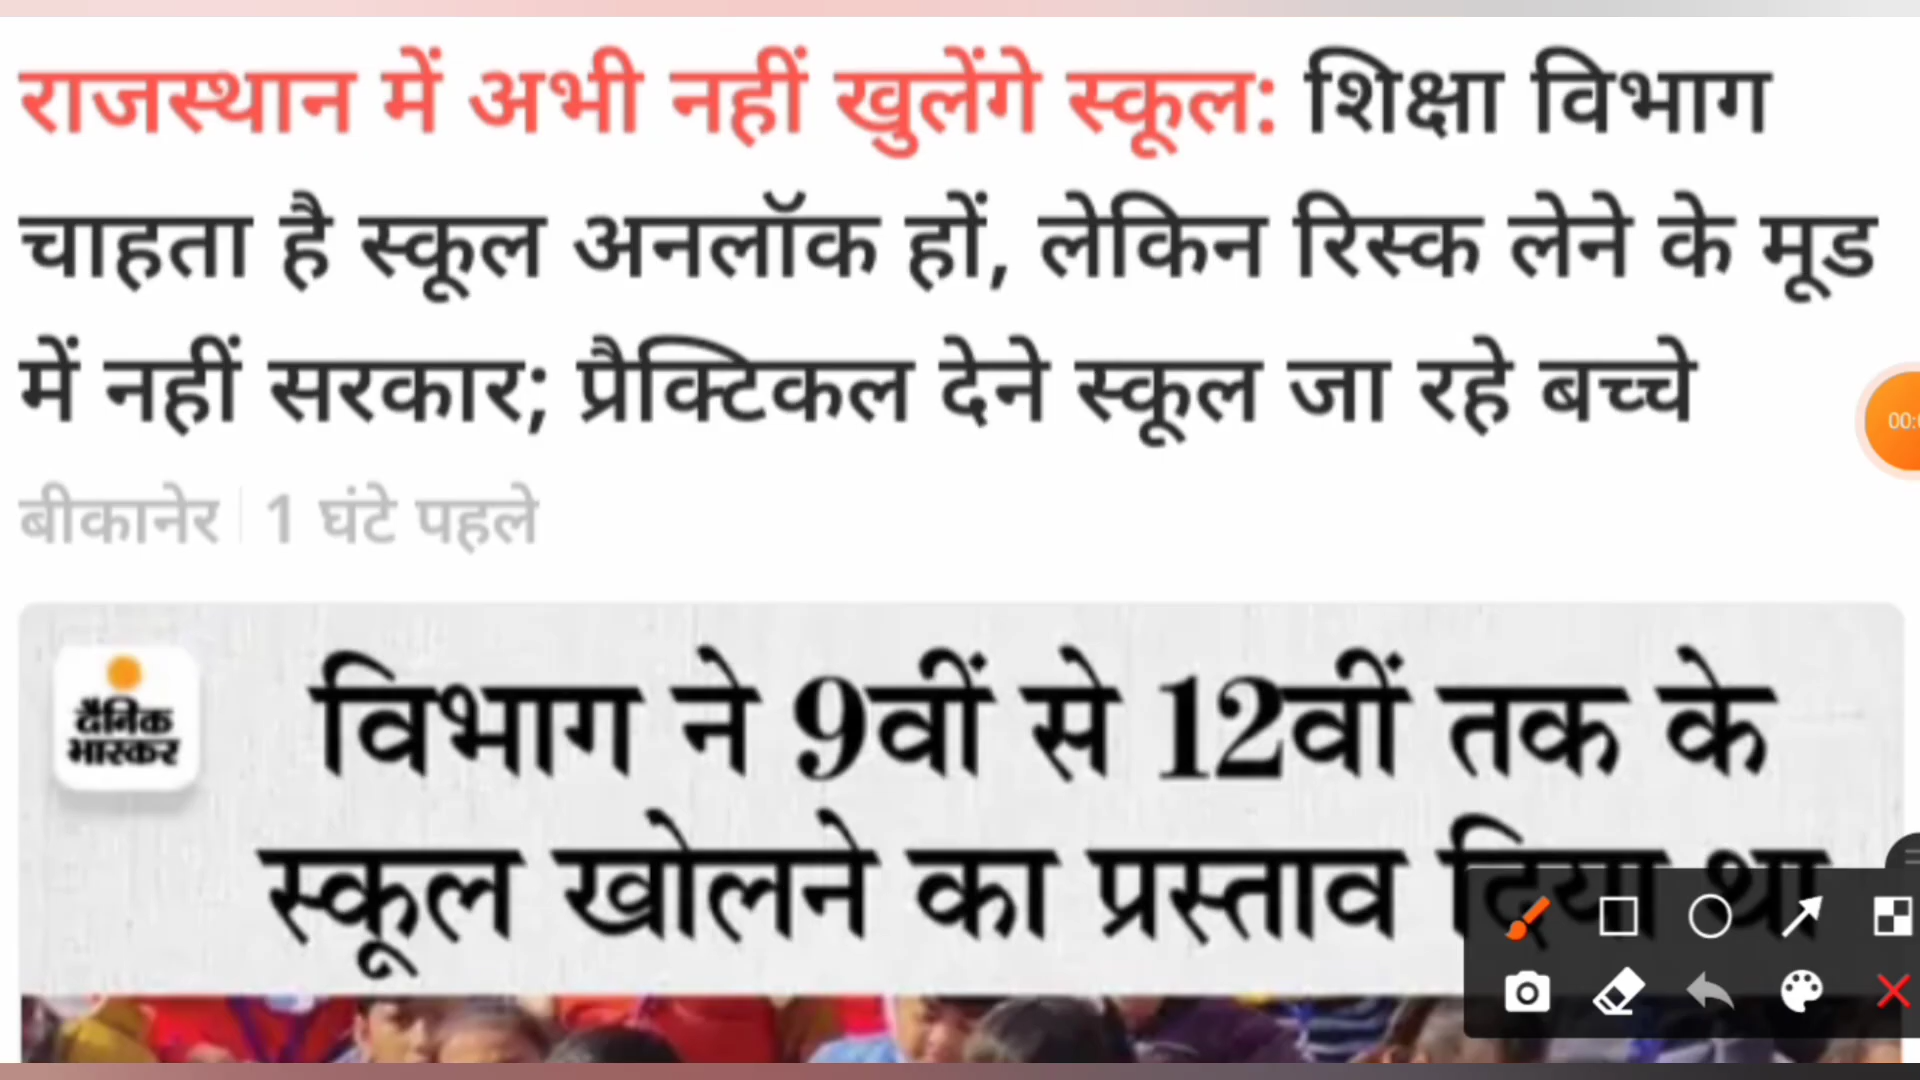 राजस्थान में अभी नहीं खुलेंगे स्कूल: शिक्षा विभाग
चाहता है स्कूल अनलॉक हों, लेकिन रिस्क लेने के मूड
में नहीं सरकार; प्रैक्टिकल देने स्कूल जा रहे बच्चे
बीकानेर | 1 घंटे पहले
दैनिक
भास्कर
विभाग ने 9वीं से 12वीं तक के
स्कूल खोलने का प्रस्ताव दिया था